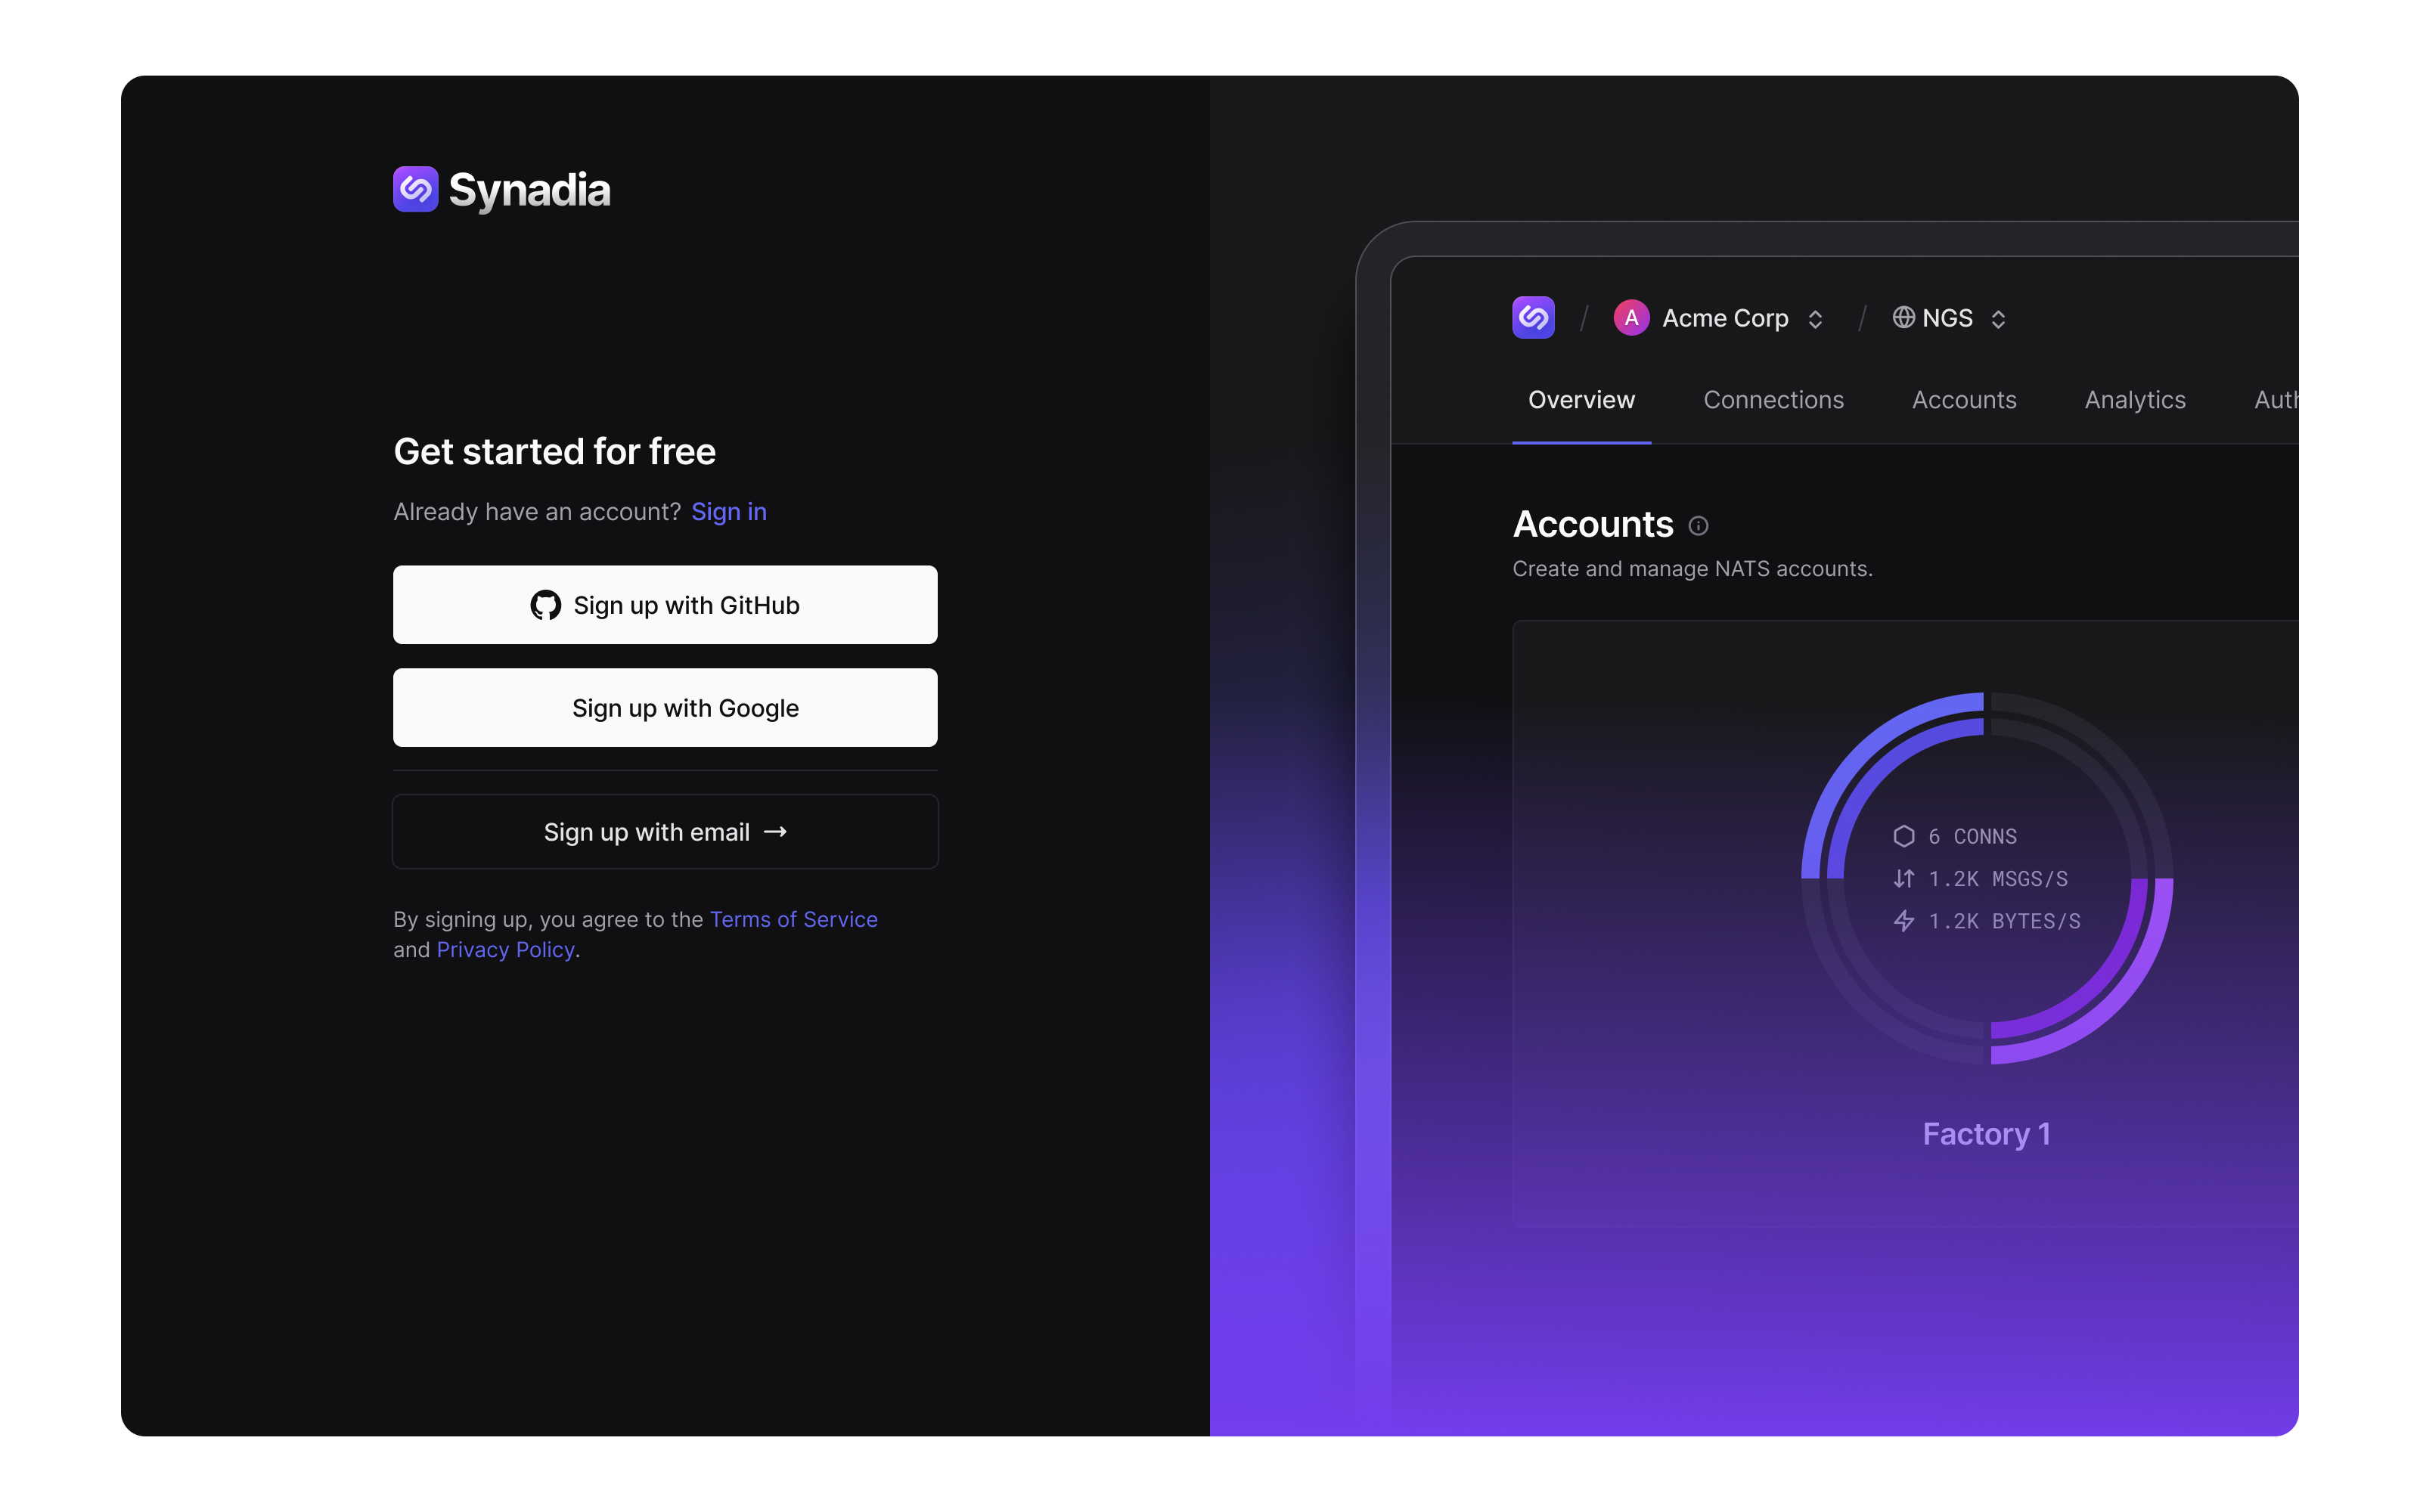 Synadia
Get started for free
Already have an account? Sign in
Sign up with GitHub
Sign up with Google
Sign up with email →
By signing up, you agree to the Terms of Service
and Privacy Policy.
/ A Acme Corp / NGS
Overview Connections Accounts Analytics Auth
Accounts
Create and manage NATS accounts.
6 CONNS
1.2K MSGS/S
1.2K BYTES/S
Factory 1